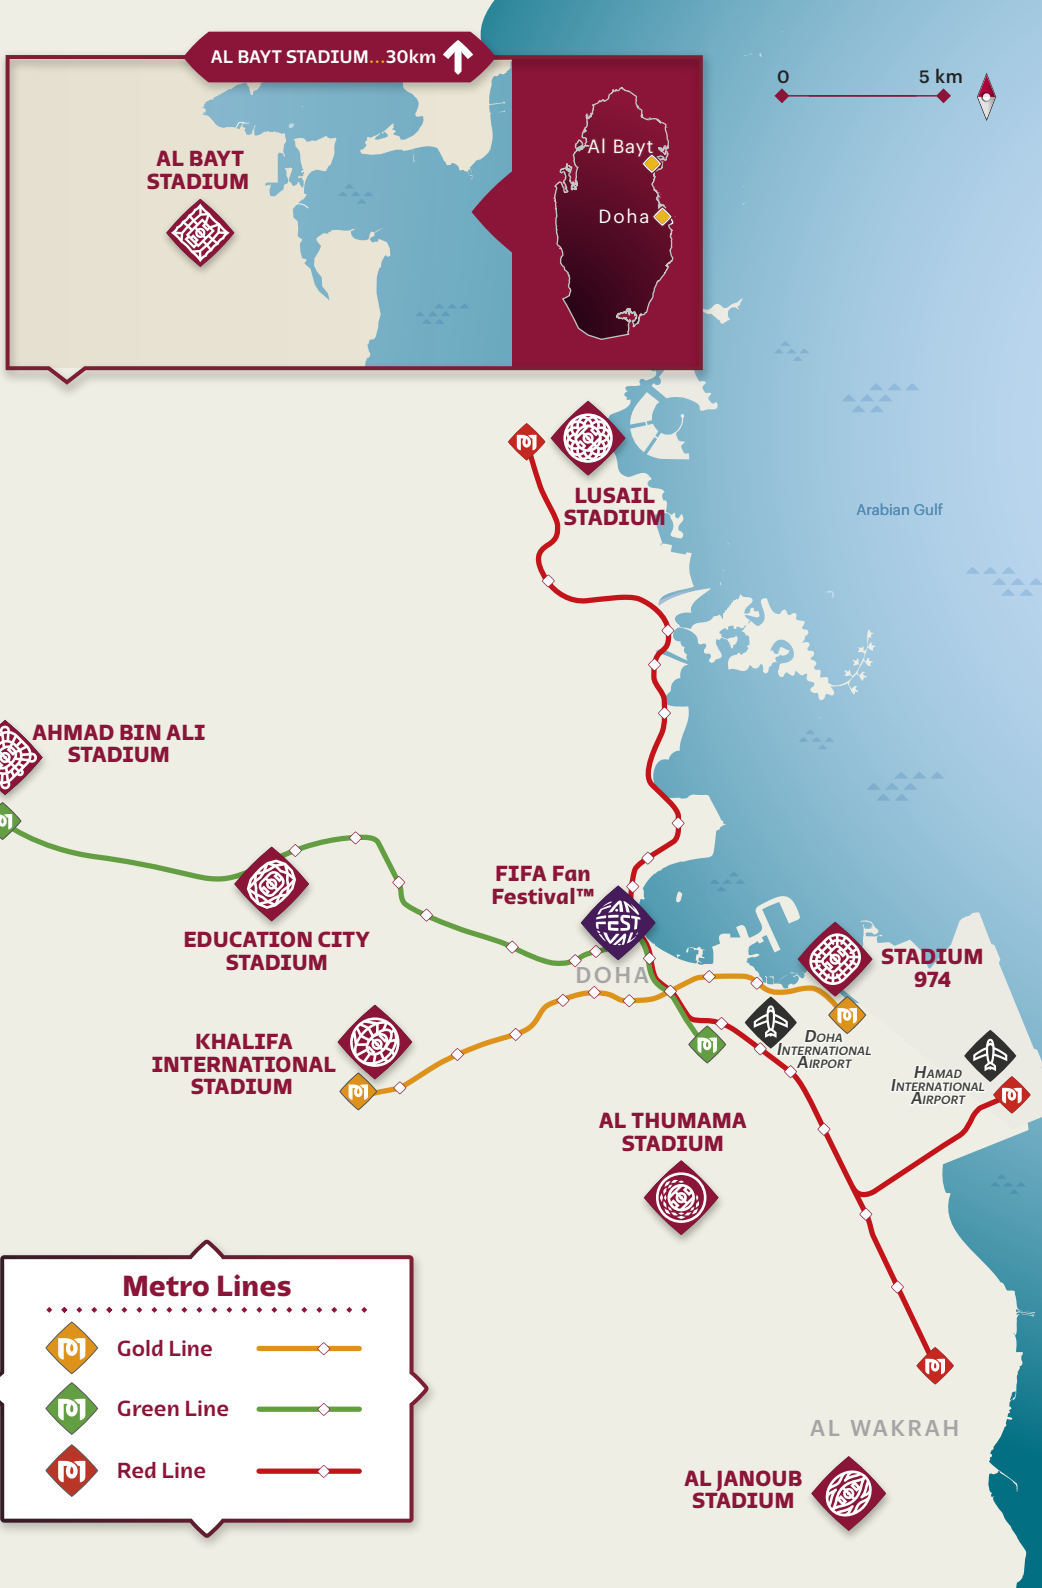 AL BAYT STADIUM...30km
0
5 km
AL BAYT
STADIUM
Al Bayt
Doha
LUSAIL
STADIUM
Arabian Gulf
AHMAD BIN ALI
STADIUM
FIFA Fan
Festival™
FAN
FEST
VAL
EDUCATION CITY
STADIUM
DOHA
STADIUM
974
KHALIFA
INTERNATIONAL
STADIUM
DOHA
INTERNATIONAL
AIRPORT
HAMAD
INTERNATIONAL
AIRPORT
AL THUMAMA
STADIUM
Metro Lines
Gold Line
Green Line
Red Line
AL WAKRAH
AL JANOUB
STADIUM